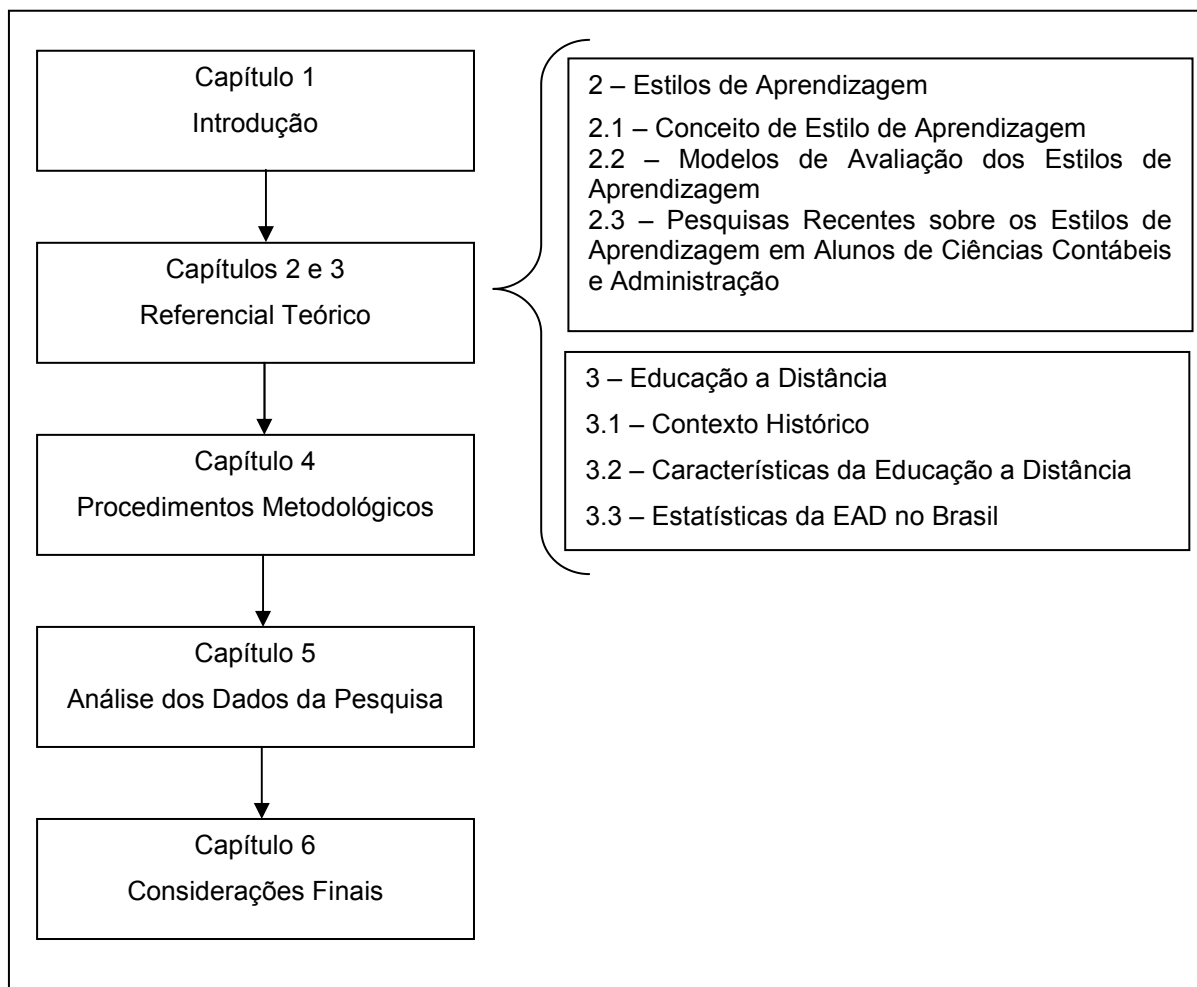 Capítulo 1
Introdução
Capítulos 2 e 3
Referencial Teórico
2 – Estilos de Aprendizagem
2.1 – Conceito de Estilo de Aprendizagem
2.2 – Modelos de Avaliação dos Estilos de
Aprendizagem
2.3 – Pesquisas Recentes sobre os Estilos de
Aprendizagem em Alunos de Ciências Contábeis
e Administração
3 – Educação a Distância
3.1 – Contexto Histórico
3.2 – Características da Educação a Distância
3.3 – Estatísticas da EAD no Brasil
Capítulo 4
Procedimentos Metodológicos
Capítulo 5
Análise dos Dados da Pesquisa
Capítulo 6
Considerações Finais